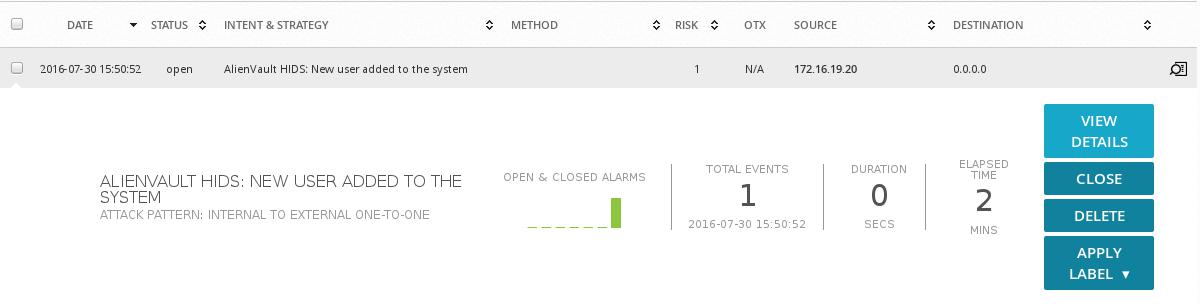 DATE STATUS INTENT & STRATEGY METHOD RISK OTX SOURCE DESTINATION
2016-07-30 15:50:52 open AlienVault HIDS: New user added to the system 1 N/A 172.16.19.20 0.0.0.0
ALIENVAULT HIDS: NEW USER ADDED TO THE
SYSTEM
ATTACK PATTERN: INTERNAL TO EXTERNAL ONE-TO-ONE
OPEN & CLOSED ALARMS
TOTAL EVENTS
1
2016-07-30 15:50:52
DURATION
0
SECS
ELAPSED
TIME
2
MINS
VIEW
DETAILS
CLOSE
DELETE
APPLY
LABEL ▼